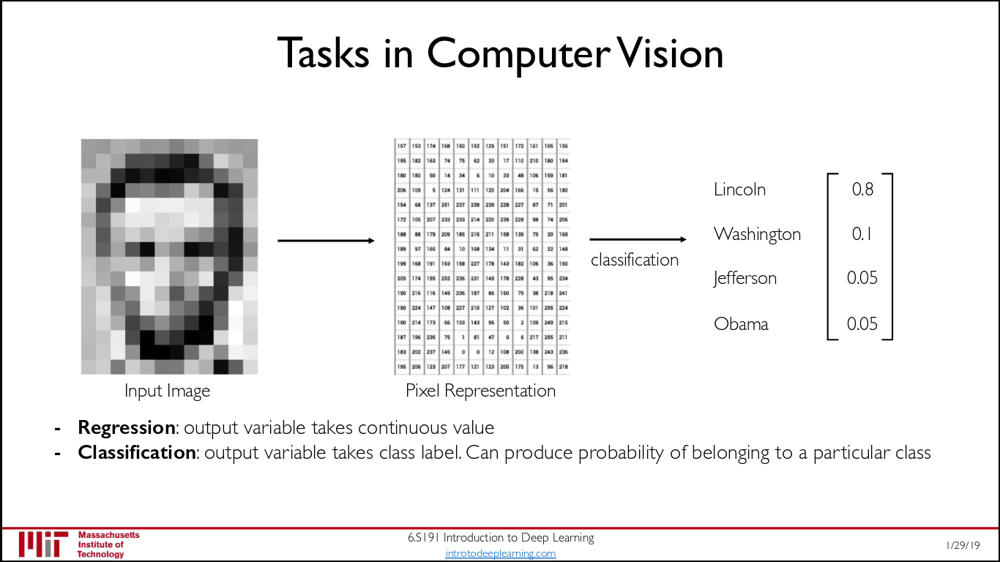 Tasks in Computer Vision
157 153 174 168 150 152 129 151 172 161 155 156
155 182 163 74 75 62 33 17 110 210 180 154
180 180 50 14 34 6 10 33 48 106 159 181
206 109 5 124 131 111 120 204 166 15 56 180
194 68 137 251 237 239 239 228 227 87 71 201
172 105 207 233 233 214 220 239 228 98 74 206
188 88 179 209 185 215 211 158 139 75 20 169
189 97 165 84 10 168 134 11 31 62 22 148
199 168 191 193 158 227 178 143 182 106 36 190
205 174 155 252 236 231 149 178 228 43 95 234
190 216 116 149 236 187 86 150 79 38 218 241
190 224 147 108 227 210 127 102 36 101 255 224
190 214 173 66 103 143 96 50 2 109 249 215
187 196 235 75 1 81 47 0 6 217 255 211
183 202 237 145 0 0 12 108 200 138 243 236
195 206 123 207 177 121 123 200 175 13 96 218
Input Image
Pixel Representation
classification
Lincoln 0.8
Washington 0.1
Jefferson 0.05
Obama 0.05
- Regression: output variable takes continuous value
- Classification: output variable takes class label. Can produce probability of belonging to a particular class
MIT
Massachusetts
Institute of
Technology
6.S191 Introduction to Deep Learning
introtodeeplearning.com
1/29/19